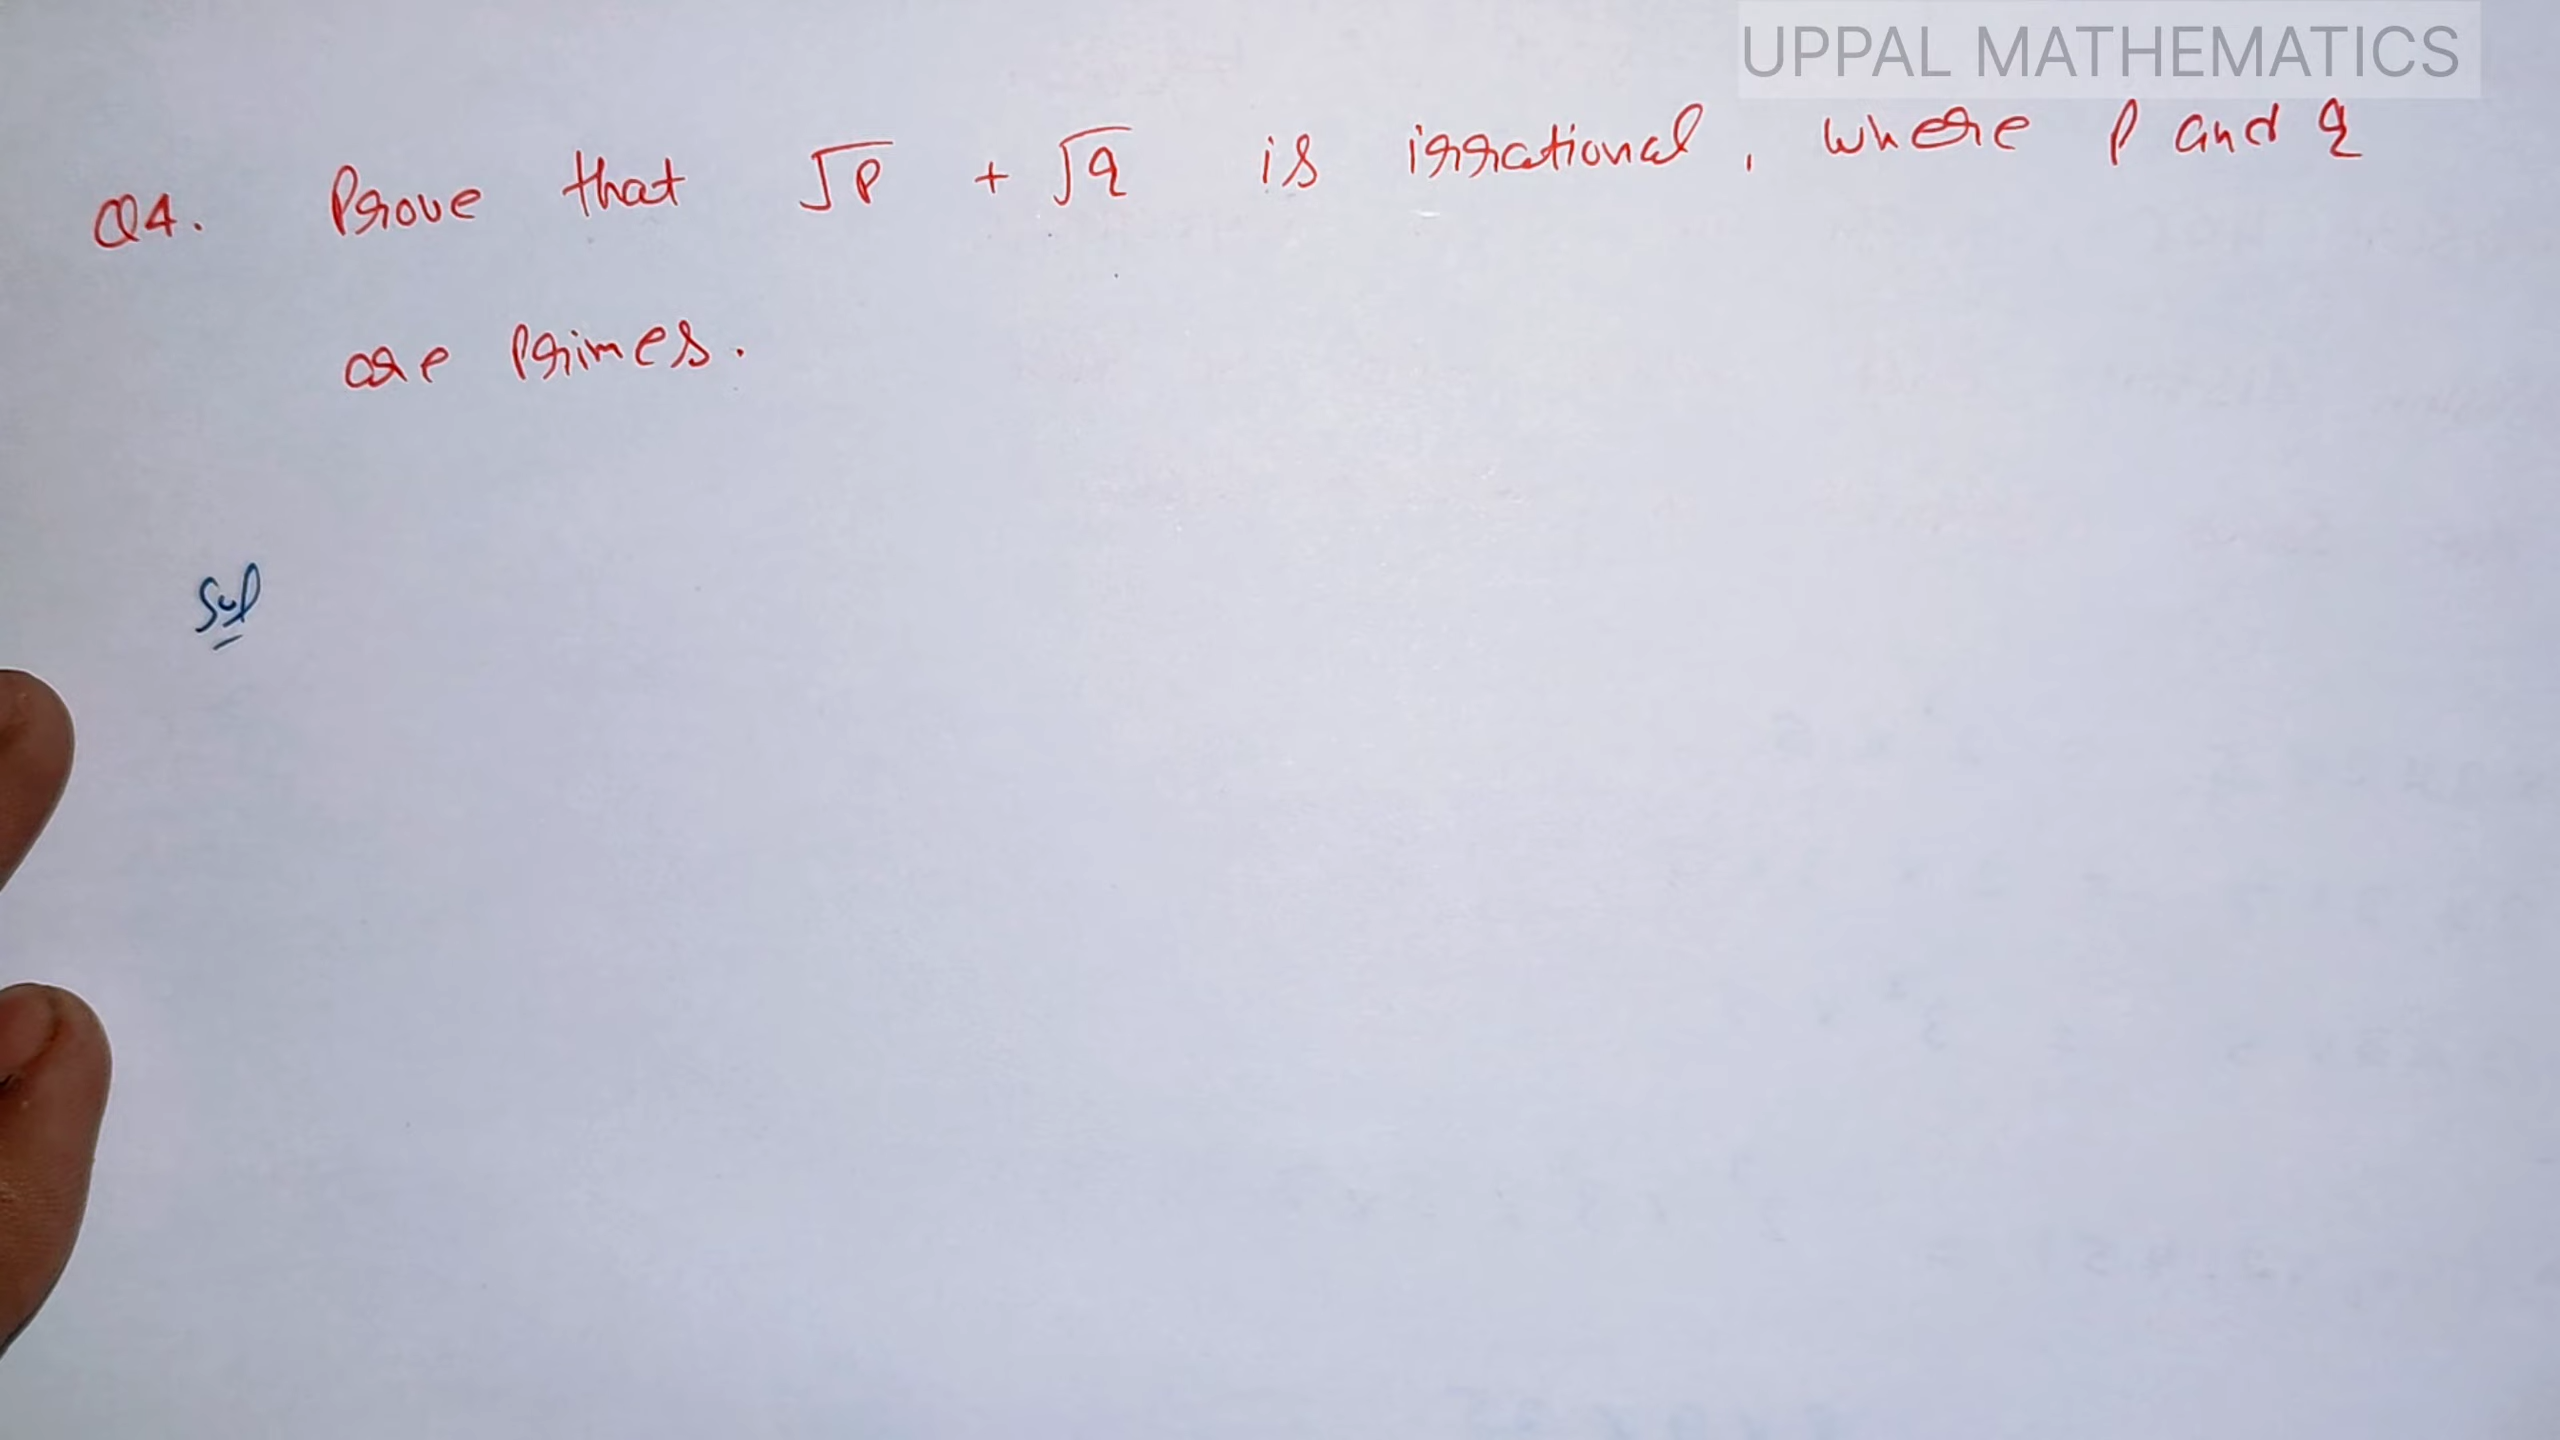 UPPAL MATHEMATICS
Q4. Prove that √p + √q is irrational, where p and q
are primes.
Sol